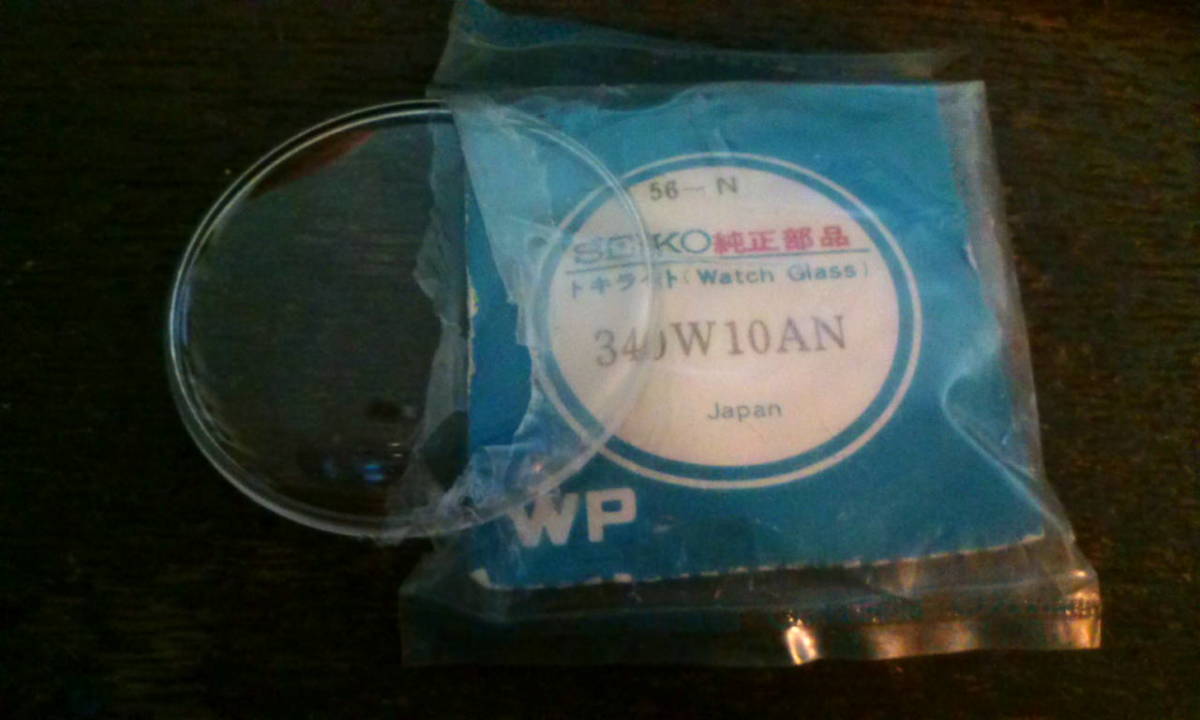 56-N
SEIKO純正部品
トキライト(Watch Glass)
340W10AN
Japan
WP